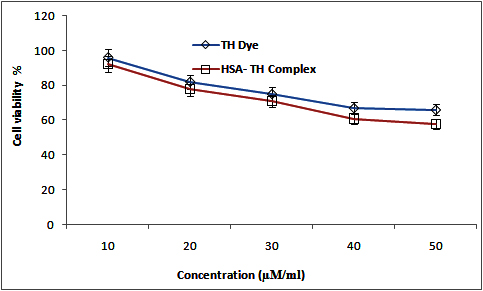 120
100
80
60
40
20
0
TH Dye
HSA- TH Complex
Cell viability %
10 20 30 40 50
Concentration (µM/ml)